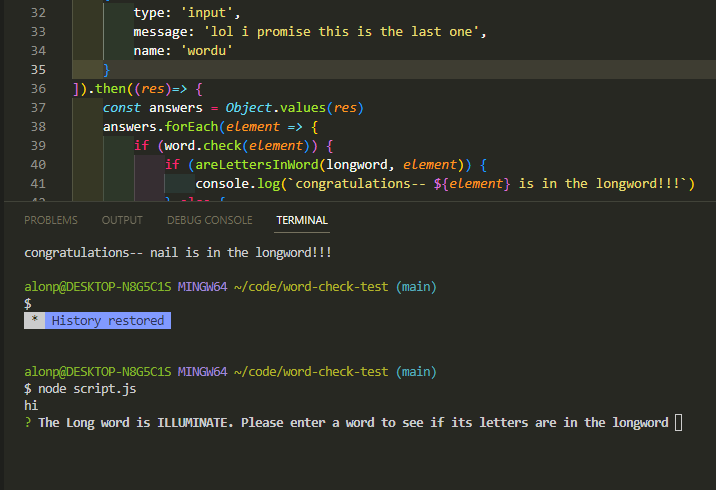 32 type: 'input',
33 message: 'lol i promise this is the last one',
34 name: 'wordu'
35 }
36 ]).then((res)=> {
37 const answers = Object.values(res)
38 answers.forEach(element => {
39 if (word.check(element)) {
40 if (areLettersInWord(longword, element)) {
41 console.log(`congratulations-- ${element} is in the longword!!!`)
42 } else {
PROBLEMS OUTPUT DEBUG CONSOLE TERMINAL
congratulations-- nail is in the longword!!!
alonp@DESKTOP-N8G5C1S MINGW64 ~/code/word-check-test (main)
$
* History restored
alonp@DESKTOP-N8G5C1S MINGW64 ~/code/word-check-test (main)
$ node script.js
hi
? The Long word is ILLUMINATE. Please enter a word to see if its letters are in the longword